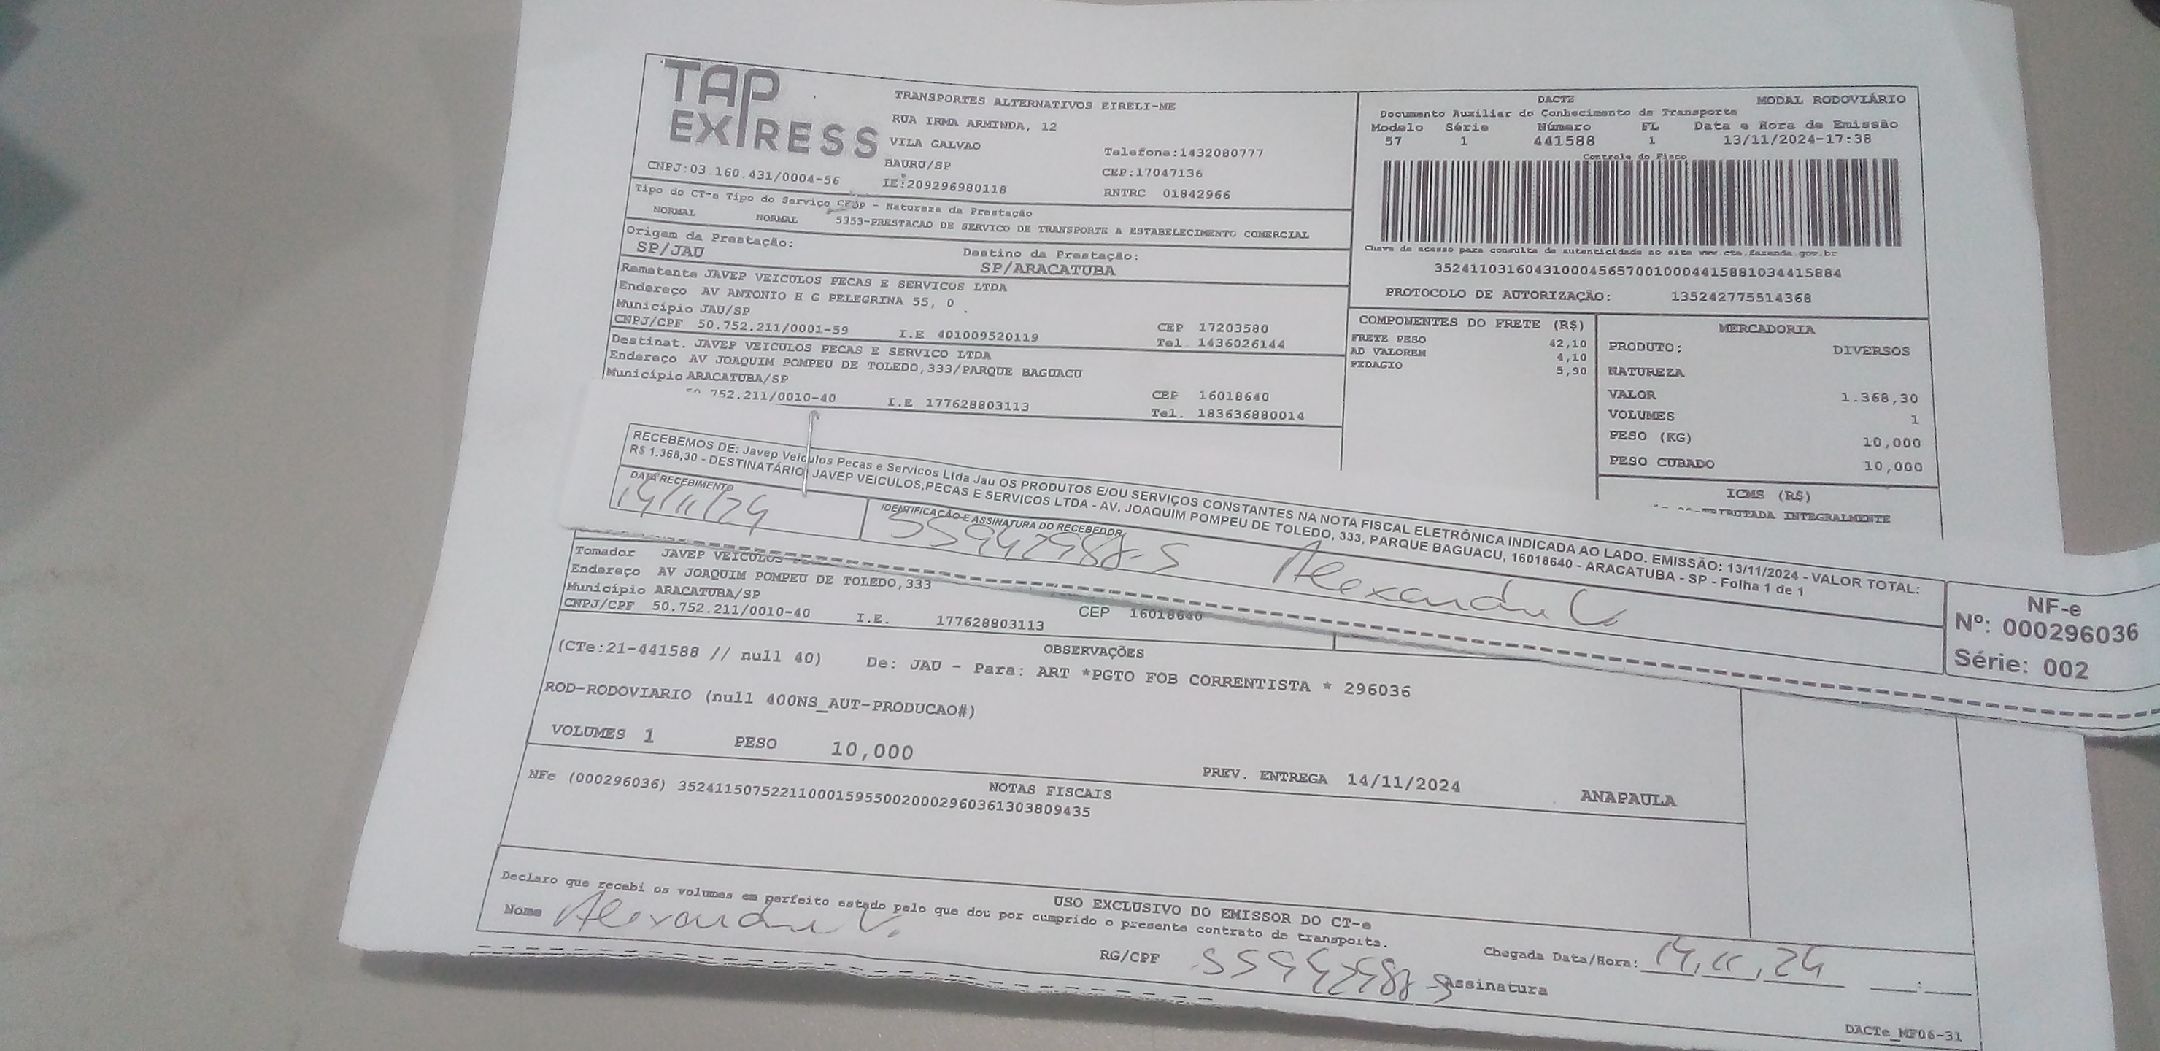 TAP EXPRESS
TRANSPORTES ALTERNATIVOS EIRELI-ME
RUA IRMA ARMINDA, 12
VILA GALVAO
BAURU/SP
Telefone:1432080777
CEP:17047136
CNPJ:03.160.431/0004-56 IE:209296980118 RNTRC 01842966
DACTE MODAL RODOVIÁRIO
Documento Auxiliar do Conhecimento de Transporte
Modelo Série Número FL Data e Hora de Emissão
57 1 441588 1 13/11/2024-17:38
Controle do Fisco
Chave de acesso para consulta de autenticidade no site www.cte.fazenda.gov.br
35241103160431000456570010004415881034415884
PROTOCOLO DE AUTORIZAÇÃO: 135242775514368
Tipo do CT-e Tipo do Serviço CFOP - Natureza da Prestação
NORMAL NORMAL 5353-PRESTACAO DE SERVICO DE TRANSPORTE A ESTABELECIMENTO COMERCIAL
Origem da Prestação: Destino da Prestação:
SP/JAU SP/ARACATUBA
Remetente JAVEP VEICULOS PECAS E SERVICOS LTDA
Endereço AV ANTONIO H G PELEGRINA 55, 0
Município JAU/SP CEP 17203580
CNPJ/CPF 50.752.211/0001-59 I.E 401009520119 Tel. 1436026144
Destinat. JAVEP VEICULOS PECAS E SERVICO LTDA
Endereço AV JOAQUIM POMPEU DE TOLEDO,333/PARQUE BAGUACU
Município ARACATUBA/SP CEP 16018640
752.211/0010-40 I.E 177628803113 Tel. 183636880014
COMPONENTES DO FRETE (R$)
FRETE PESO 42,10
AD VALOREM 4,10
PEDAGIO 5,90
MERCADORIA
PRODUTO: DIVERSOS
NATUREZA
VALOR 1.368,30
VOLUMES 1
PESO (KG) 10,000
PESO CUBADO 10,000
ICMS (R$)
INTEGRALMENTE
RECEBEMOS DE: Javep Veiculos Pecas e Servicos Ltda Jau OS PRODUTOS E/OU SERVIÇOS CONSTANTES NA NOTA FISCAL ELETRÔNICA INDICADA AO LADO. EMISSÃO: 13/11/2024 - VALOR TOTAL:
R$ 1.368,30 - DESTINATÁRIO: JAVEP VEICULOS,PECAS E SERVICOS LTDA - AV. JOAQUIM POMPEU DE TOLEDO, 333, PARQUE BAGUACU, 16018640 - ARACATUBA - SP - Folha 1 de 1
DATA RECEBIMENTO IDENTIFICAÇÃO E ASSINATURA DO RECEBEDOR
14/11/24 Alexandre
NF-e
Nº: 000296036
Série: 002
Tomador JAVEP VEICULOS
Endereço AV JOAQUIM POMPEU DE TOLEDO,333
Município ARACATUBA/SP CEP 16018640
CNPJ/CPF 50.752.211/0010-40 I.E. 177628803113
OBSERVAÇÕES
(CTe:21-441588 // null 40) De: JAU - Para: ART *PGTO FOB CORRENTISTA * 296036
ROD-RODOVIARIO (null 400NS_AUT-PRODUCAO#)
VOLUMES 1 PESO 10,000 PREV. ENTREGA 14/11/2024 ANAPAULA
NOTAS FISCAIS
NFe (000296036) 35241150752211000159550020002960361303809435
USO EXCLUSIVO DO EMISSOR DO CT-e
Declaro que recebi os volumes em perfeito estado pelo que dou por cumprido o presente contrato de transporte.
Nome Alexandre RG/CPF Assinatura Chegada Data/Hora: 14,11,24 :
DACTe_MF06-31